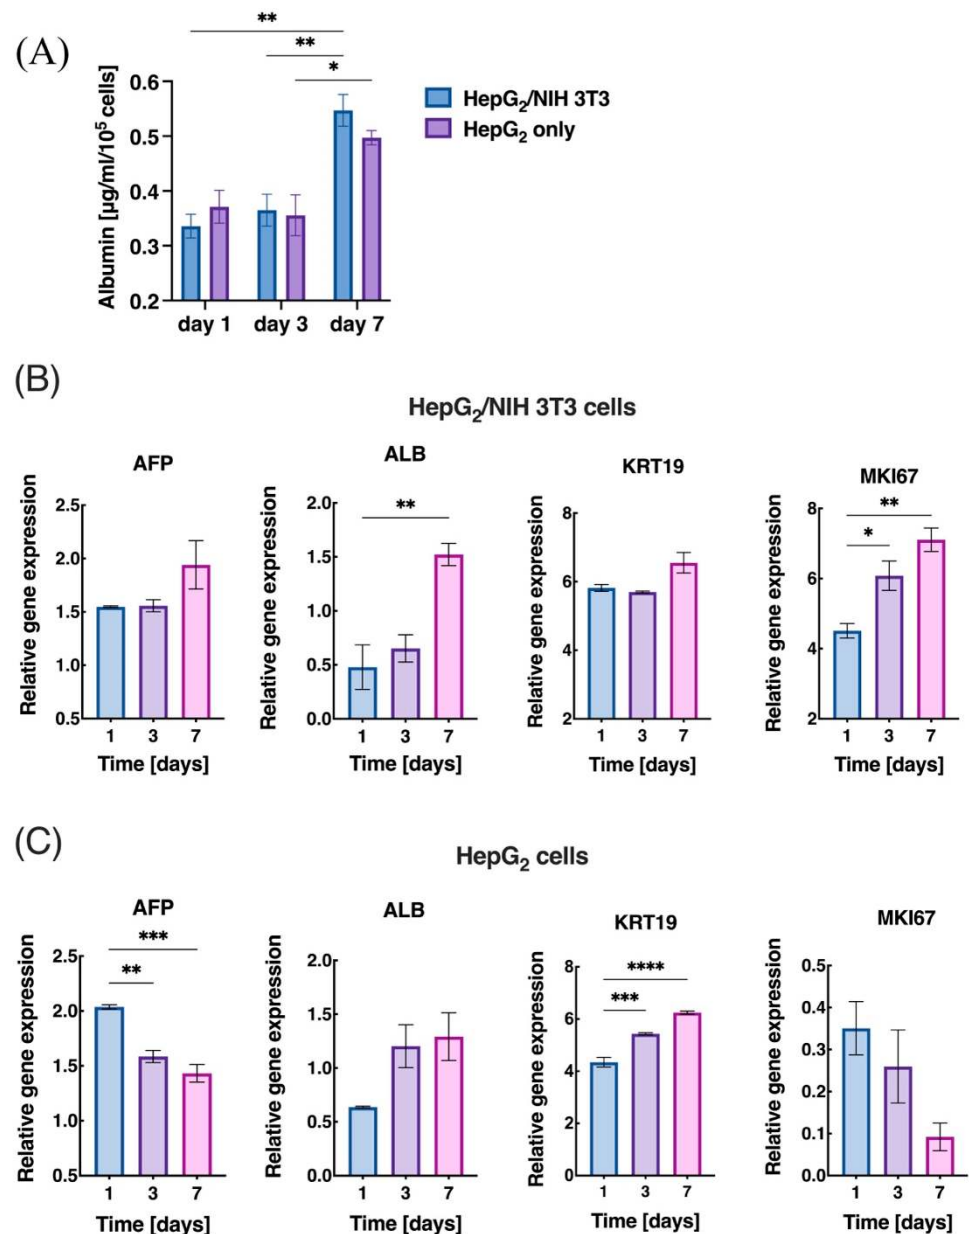 (A)
**
**
*
Albumin [µg/ml/10⁵ cells]
0.6
0.5
0.4
0.3
0.2
day 1 day 3 day 7
HepG₂/NIH 3T3
HepG₂ only
(B)
HepG₂/NIH 3T3 cells
AFP
Relative gene expression
2.5
2.0
1.5
1.0
0.5
1 3 7
Time [days]
ALB
Relative gene expression
2.0
1.5
1.0
0.5
0.0
**
1 3 7
Time [days]
KRT19
Relative gene expression
8
6
4
2
1 3 7
Time [days]
MKI67
Relative gene expression
8
6
4
2
**
*
1 3 7
Time [days]
(C)
HepG₂ cells
AFP
Relative gene expression
2.5
2.0
1.5
1.0
0.5
***
**
1 3 7
Time [days]
ALB
Relative gene expression
2.0
1.5
1.0
0.5
0.0
1 3 7
Time [days]
KRT19
Relative gene expression
8
6
4
2
0
****
***
1 3 7
Time [days]
MKI67
Relative gene expression
0.5
0.4
0.3
0.2
0.1
0.0
1 3 7
Time [days]